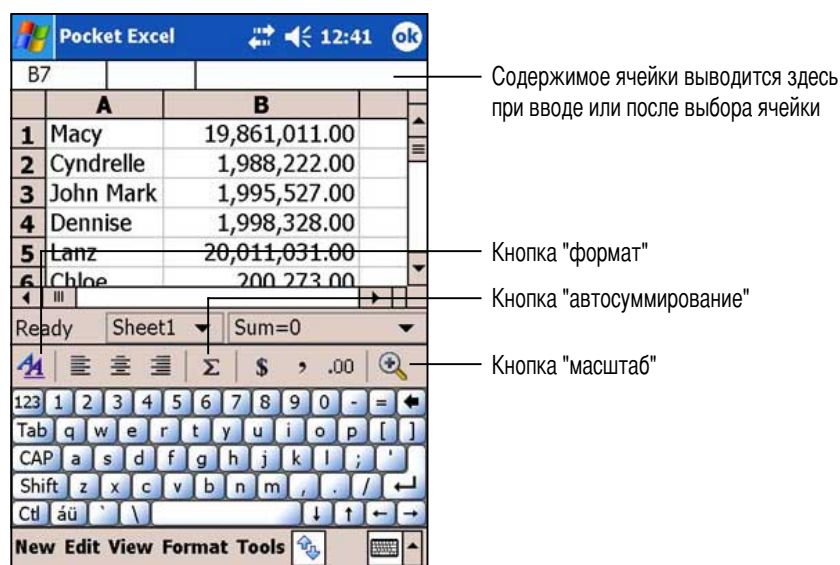 Pocket Excel 12:41 ok
B7
Содержимое ячейки выводится здесь
при вводе или после выбора ячейки
A B
1 Macy 19,861,011.00
2 Cyndrelle 1,988,222.00
3 John Mark 1,995,527.00
4 Dennise 1,998,328.00
5 Lanz 20,011,031.00
6 Chloe 200,273.00
Кнопка "формат"
Кнопка "автосуммирование"
Ready Sheet1 Sum=0
Кнопка "масштаб"
AA Σ $ , .00
123 1 2 3 4 5 6 7 8 9 0 - =
Tab q w e r t y u i o p [ ]
CAP a s d f g h j k l ; '
Shift z x c v b n m , . /
Ctl áü ` \
New Edit View Format Tools